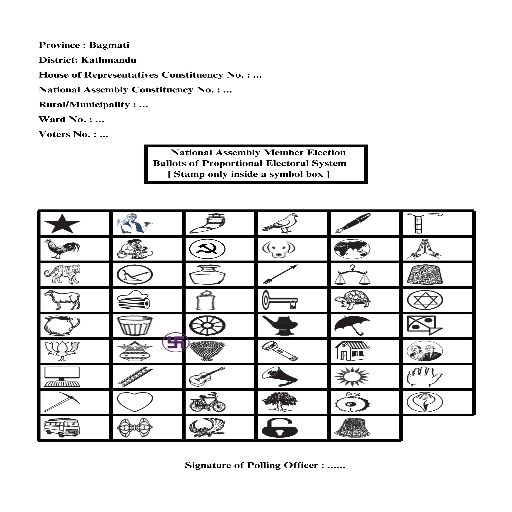 Province : Bagmati
District: Kathmandu
House of Representatives Constituency No. : ...
National Assembly Constituency No. : ...
Rural/Municipality : ...
Ward No. : ...
Voters No. : ...
National Assembly Member Election
Ballots of Proportional Electoral System
[ Stamp only inside a symbol box ]
Signature of Polling Officer : ......